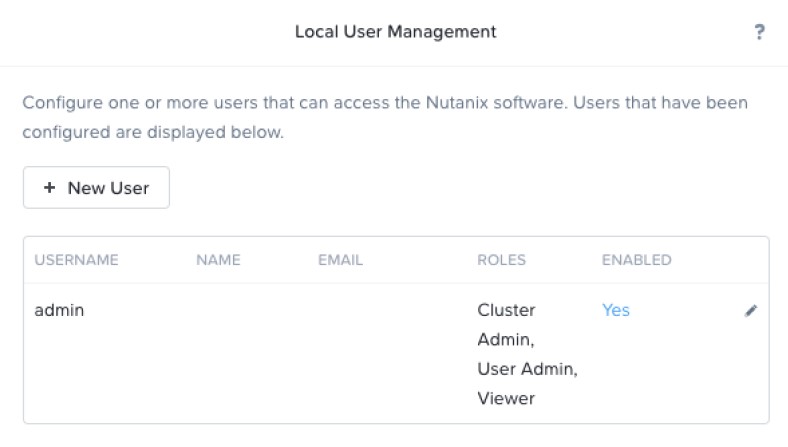 Local User Management
?
Configure one or more users that can access the Nutanix software. Users that have been
configured are displayed below.
+ New User
USERNAME NAME EMAIL ROLES ENABLED
admin Cluster Yes
Admin,
User Admin,
Viewer